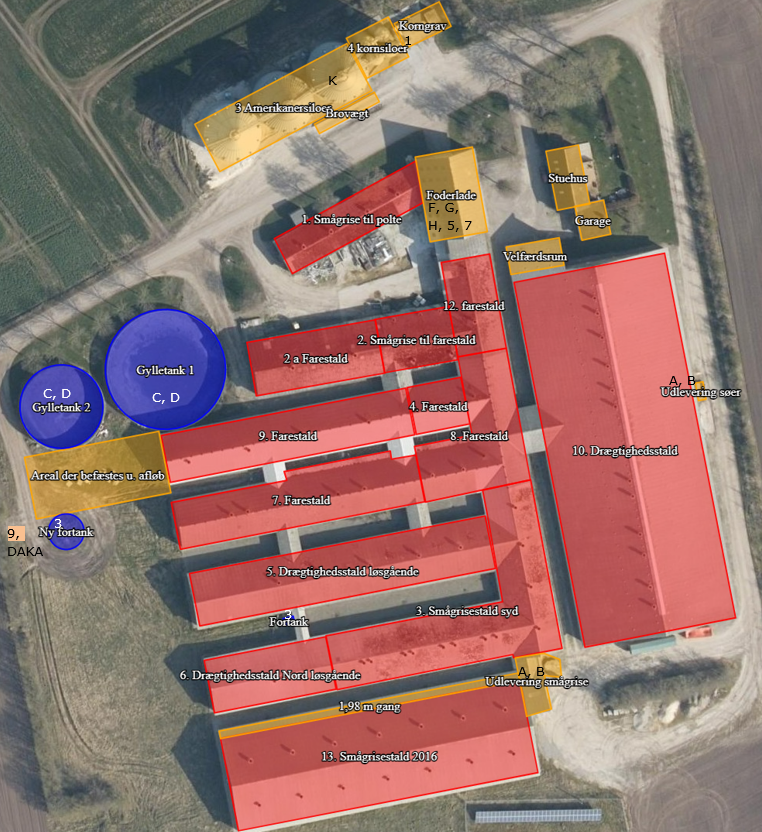 Korngrav
1
4 kornsiloer
K
3 Amerikanersiloer
Brovægt
Stuehus
Foderlade
F, G,
H, 5, 7
1. Smågrise til polte
Garage
Velfærdsrum
12. farestald
2. Smågrise til farestald
2 a Farestald
Gylletank 1
C, D
C, D
Gylletank 2
A, B
Udlevering søer
4. Farestald
9. Farestald
8. Farestald
10. Drægtighedsstald
Areal der befæstes u. afløb
7. Farestald
3
Ny fortank
9,
DAKA
5. Drægtighedsstald løsgående
3
Fortank
3. Smågrisestald syd
6. Drægtighedsstald Nord løsgående
A, B
Udlevering smågrise
1,98 m gang
13. Smågrisestald 2016